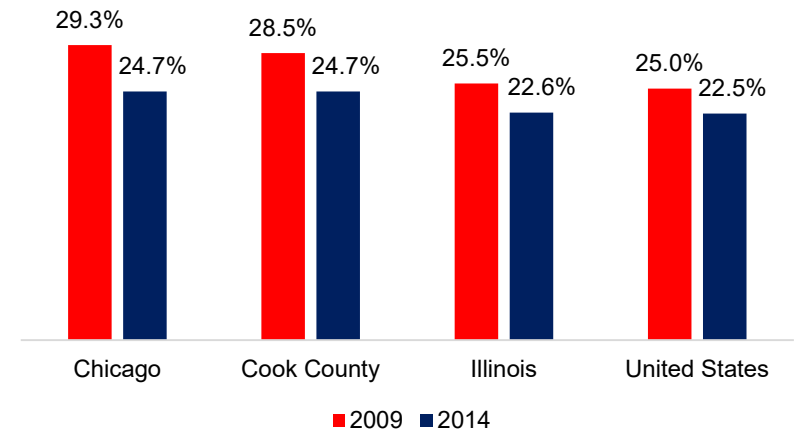 29.3%
24.7%
28.5%
24.7%
25.5%
22.6%
25.0%
22.5%
Chicago
Cook County
Illinois
United States
2009
2014